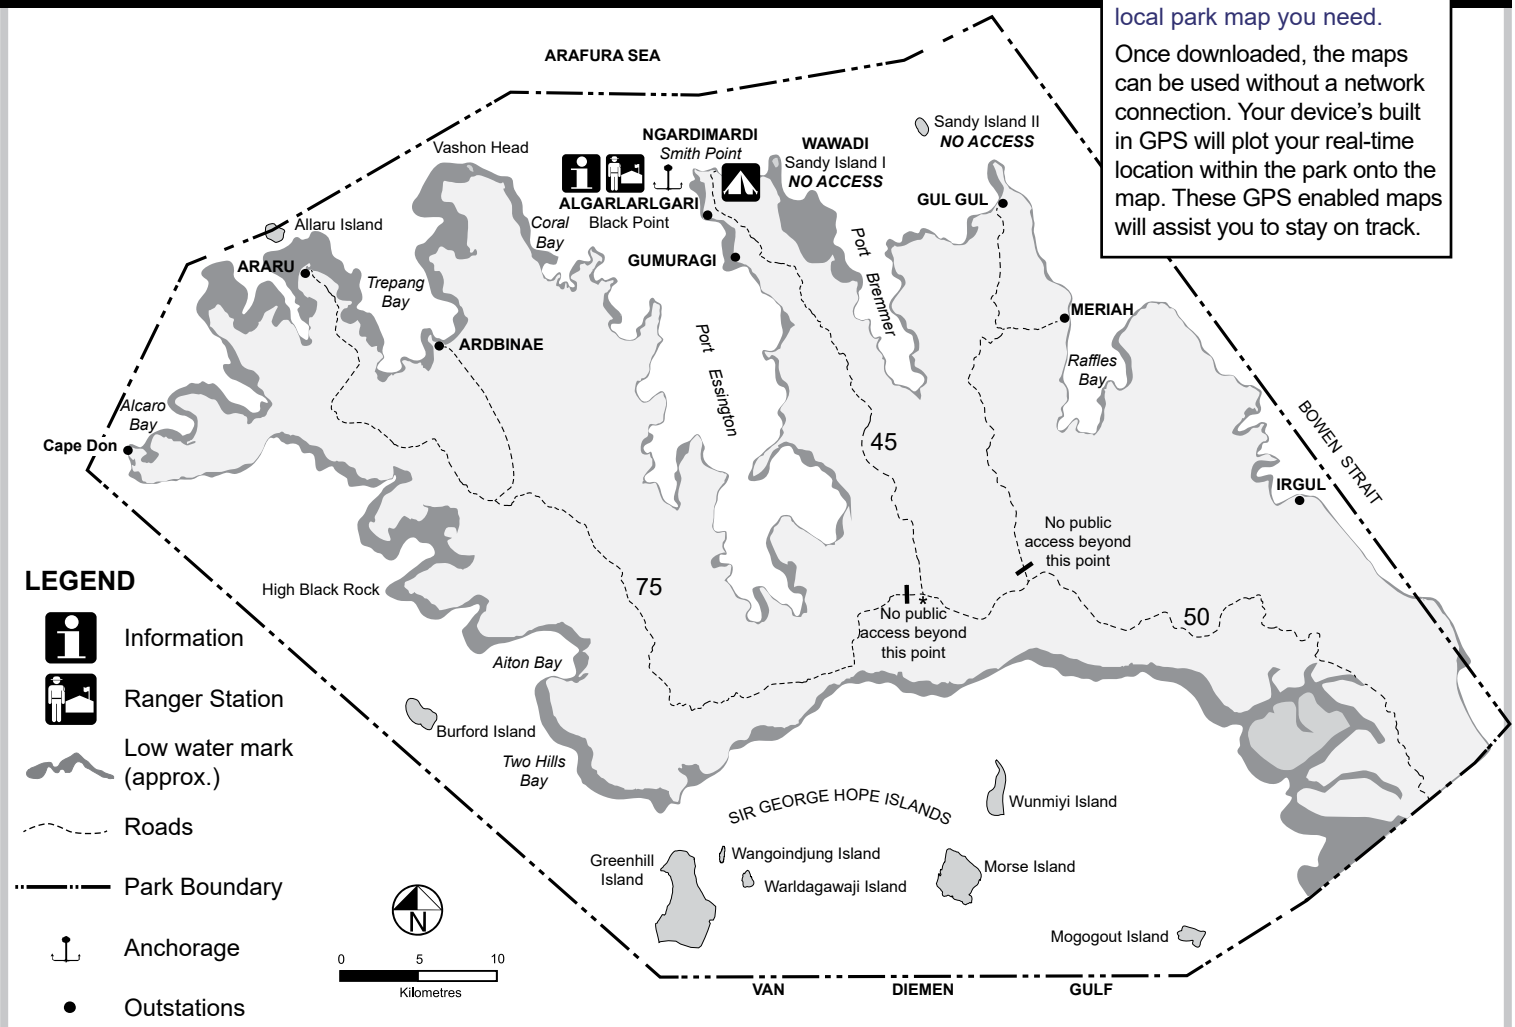 local park map you need.
Once downloaded, the maps
can be used without a network
connection. Your device's built
in GPS will plot your real-time
location within the park onto the
map. These GPS enabled maps
will assist you to stay on track.
ARAFURA SEA
Vashon Head
NGARDIMARDI
Smith Point
WAWADI
Sandy Island I
NO ACCESS
Sandy Island II
NO ACCESS
ALGARLARLGARI
Black Point
GUL GUL
Allaru Island
Coral
Bay
ARARU
GUMURAGI
Port Bremmer
Trepang
Bay
ARDBINAE
MERIAH
Port Essington
Raffles
Bay
Alcaro
Bay
Cape Don
45
BOWEN STRAIT
IRGUL
No public
access beyond
this point
High Black Rock
75
*
No public
access beyond
this point
50
Aiton Bay
Burford Island
Two Hills
Bay
SIR GEORGE HOPE ISLANDS
Wunmiyi Island
Greenhill
Island
Wangoindjung Island
Warldagawaji Island
Morse Island
Mogogout Island
VAN DIEMEN GULF
LEGEND
Information
Ranger Station
Low water mark
(approx.)
Roads
Park Boundary
Anchorage
Outstations
N
0 5 10
Kilometres